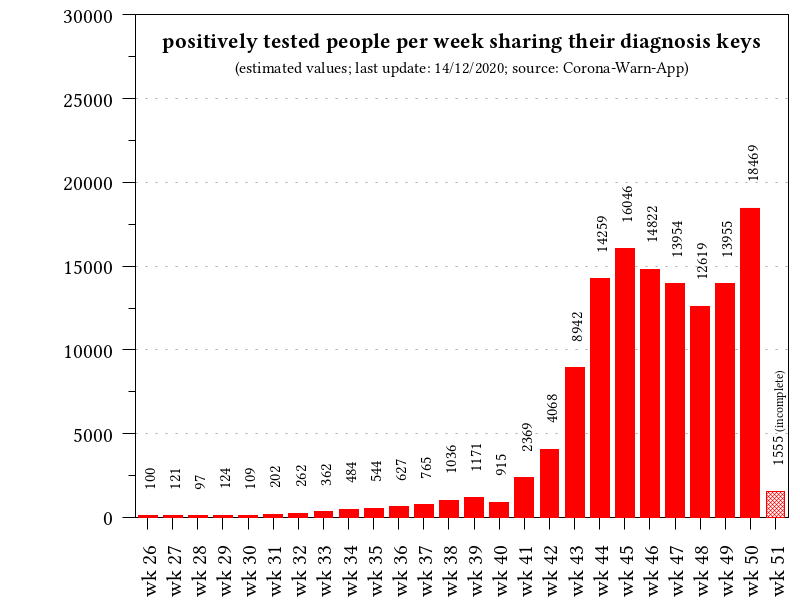 positively tested people per week sharing their diagnosis keys
(estimated values; last update: 14/12/2020; source: Corona-Warn-App)
30000
25000
20000
15000
10000
5000
0
100
121
97
124
109
202
262
362
484
544
627
765
1036
1171
915
2369
4068
8942
14259
16046
14822
13954
12619
13955
18469
1555 (incomplete)
wk 26
wk 27
wk 28
wk 29
wk 30
wk 31
wk 32
wk 33
wk 34
wk 35
wk 36
wk 37
wk 38
wk 39
wk 40
wk 41
wk 42
wk 43
wk 44
wk 45
wk 46
wk 47
wk 48
wk 49
wk 50
wk 51